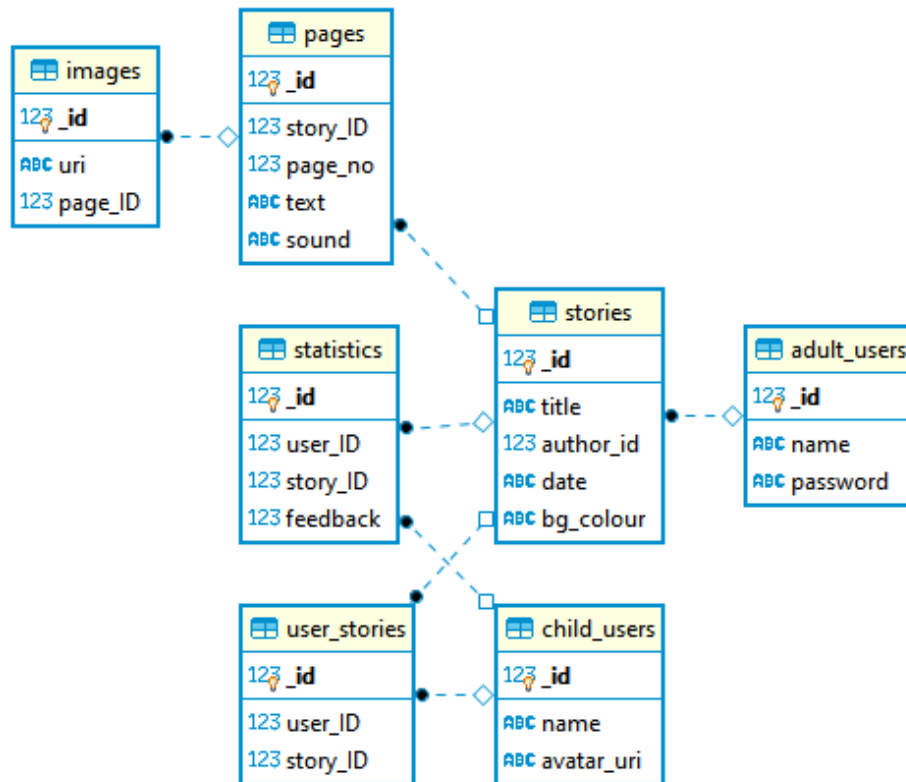 images
123 _id
ABC uri
123 page_ID
pages
123 _id
123 story_ID
123 page_no
ABC text
ABC sound
statistics
123 _id
123 user_ID
123 story_ID
123 feedback
stories
123 _id
ABC title
123 author_id
ABC date
ABC bg_colour
adult_users
123 _id
ABC name
ABC password
user_stories
123 _id
123 user_ID
123 story_ID
child_users
123 _id
ABC name
ABC avatar_uri